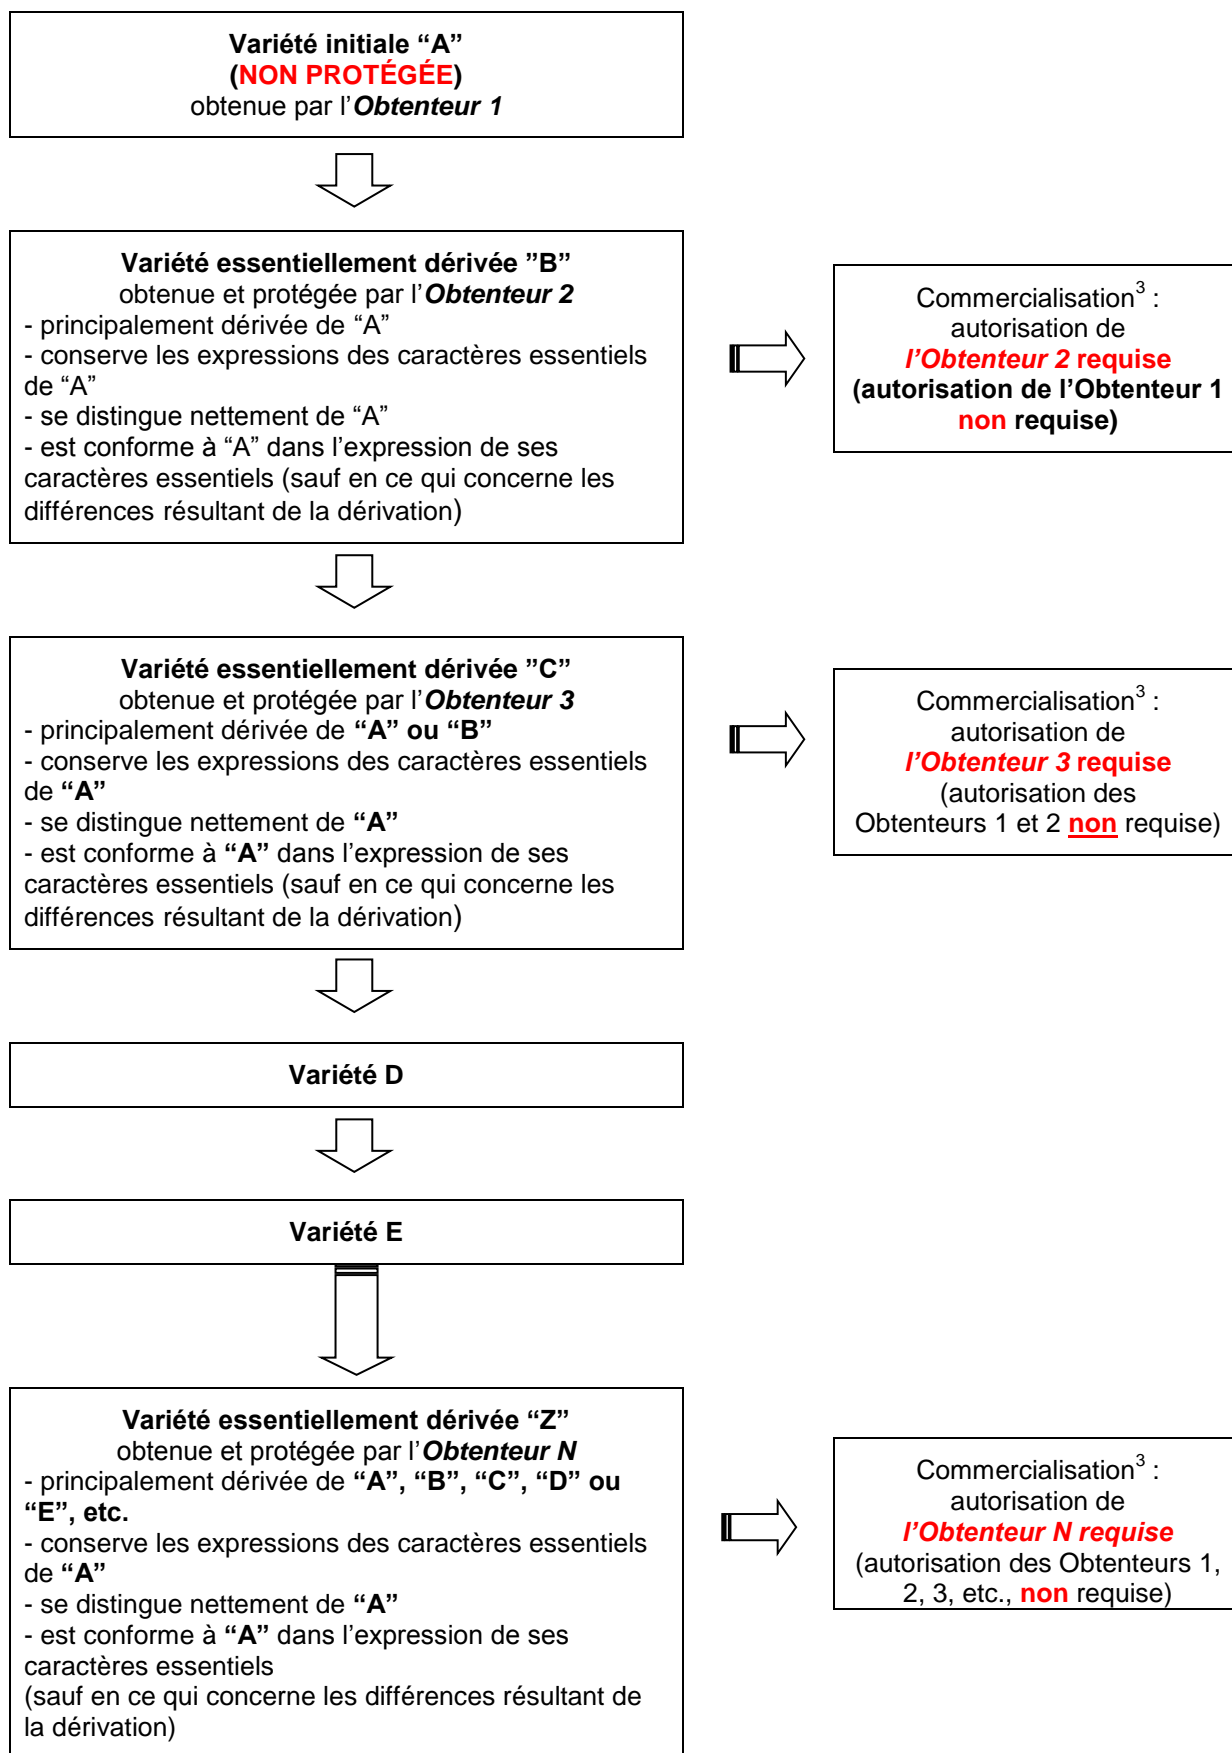 Variété initiale “A”
(NON PROTÉGÉE)
obtenue par l’Obtenteur 1
Variété essentiellement dérivée ”B”
obtenue et protégée par l’Obtenteur 2
- principalement dérivée de “A”
- conserve les expressions des caractères essentiels
de “A”
- se distingue nettement de “A”
- est conforme à “A” dans l’expression de ses
caractères essentiels (sauf en ce qui concerne les
différences résultant de la dérivation)
Commercialisation³ :
autorisation de
l’Obtenteur 2 requise
(autorisation de l’Obtenteur 1
non requise)
Variété essentiellement dérivée ”C”
obtenue et protégée par l’Obtenteur 3
- principalement dérivée de “A” ou “B”
- conserve les expressions des caractères essentiels
de “A”
- se distingue nettement de “A”
- est conforme à “A” dans l’expression de ses
caractères essentiels (sauf en ce qui concerne les
différences résultant de la dérivation)
Commercialisation³ :
autorisation de
l’Obtenteur 3 requise
(autorisation des
Obtenteurs 1 et 2 non requise)
Variété D
Variété E
Variété essentiellement dérivée “Z”
obtenue et protégée par l’Obtenteur N
- principalement dérivée de “A”, “B”, “C”, “D” ou
“E”, etc.
- conserve les expressions des caractères essentiels
de “A”
- se distingue nettement de “A”
- est conforme à “A” dans l’expression de ses
caractères essentiels
(sauf en ce qui concerne les différences résultant de
la dérivation)
Commercialisation³ :
autorisation de
l’Obtenteur N requise
(autorisation des Obtenteurs 1,
2, 3, etc., non requise)